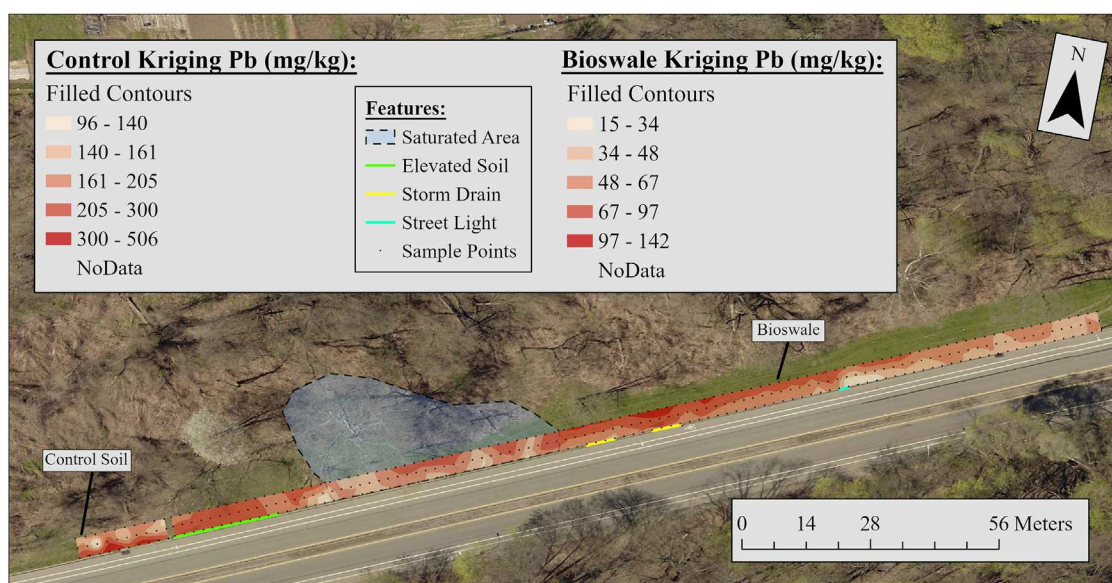 Control Kriging Pb (mg/kg):
Filled Contours
96 - 140
140 - 161
161 - 205
205 - 300
300 - 506
NoData
Features:
Saturated Area
Elevated Soil
Storm Drain
Street Light
Sample Points
Bioswale Kriging Pb (mg/kg):
Filled Contours
15 - 34
34 - 48
48 - 67
67 - 97
97 - 142
NoData
N
Bioswale
Control Soil
0 14 28 56 Meters